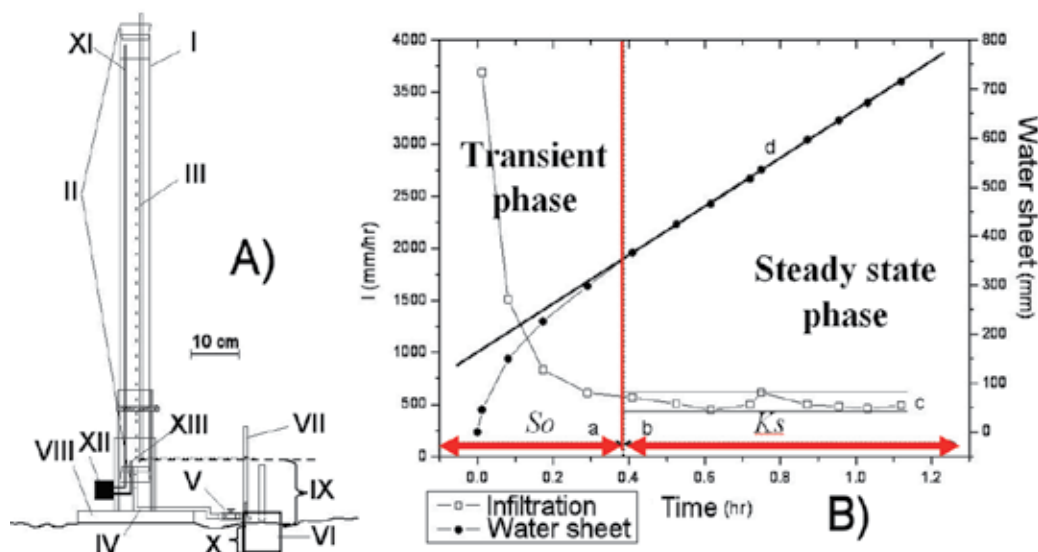 XI
I
II
III
A)
10 cm
XIII
XII
VIII
VII
V
IX
IV
X
VI
4000
3500
3000
2500
2000
1500
1000
500
0
I (mm/hr)
800
700
600
500
400
300
200
100
0
Water sheet (mm)
Transient
phase
Steady state
phase
d
c
So
a
b
Ks
0.0
0.2
0.4
0.6
0.8
1.0
1.2
Time (hr)
Infiltration
Water sheet
B)